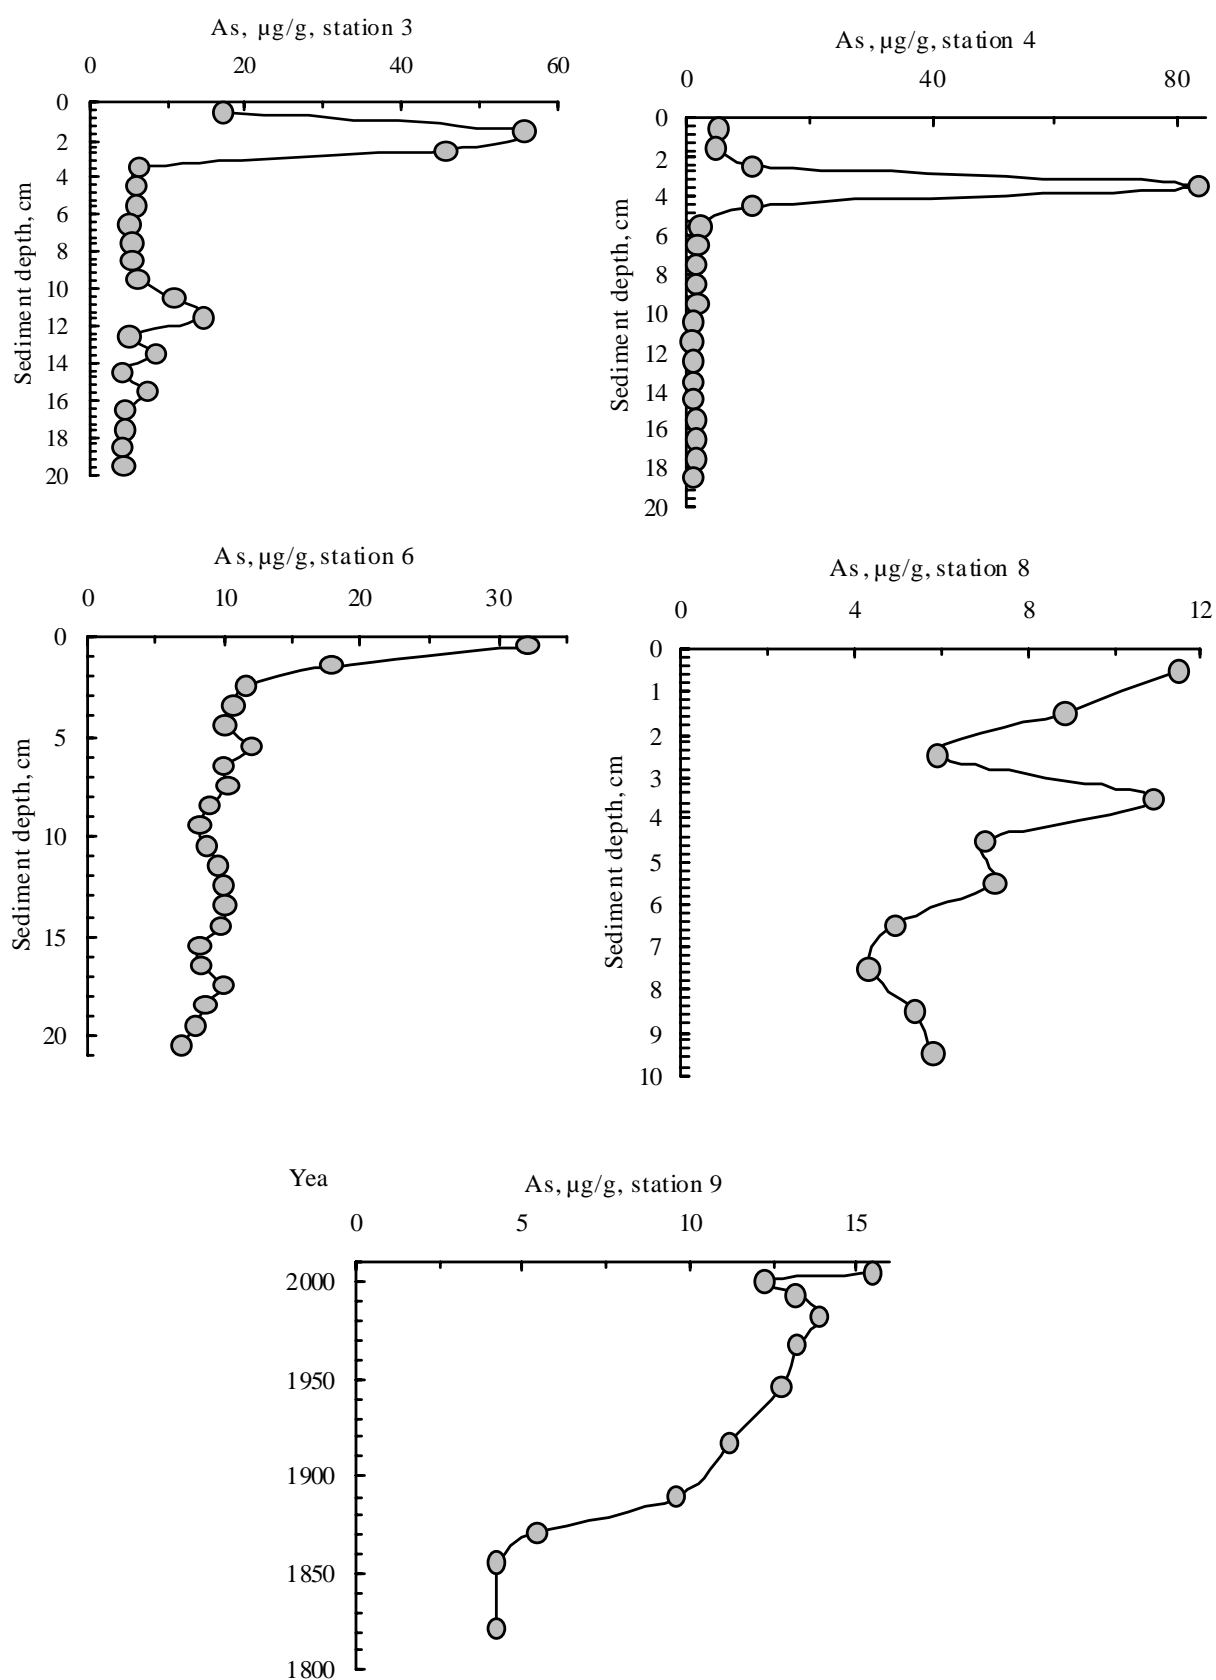 As, µg/g, station 3
0 20 40 60
0
2
4
6
8
10
12
14
16
18
20
Sediment depth, cm
As, µg/g, station 4
0 40 80
0
2
4
6
8
10
12
14
16
18
20
Sediment depth, cm
As, µg/g, station 6
0 10 20 30
0
5
10
15
20
Sediment depth, cm
As, µg/g, station 8
0 4 8 12
0
1
2
3
4
5
6
7
8
9
10
Sediment depth, cm
Yea
As, µg/g, station 9
0 5 10 15
2000
1950
1900
1850
1800